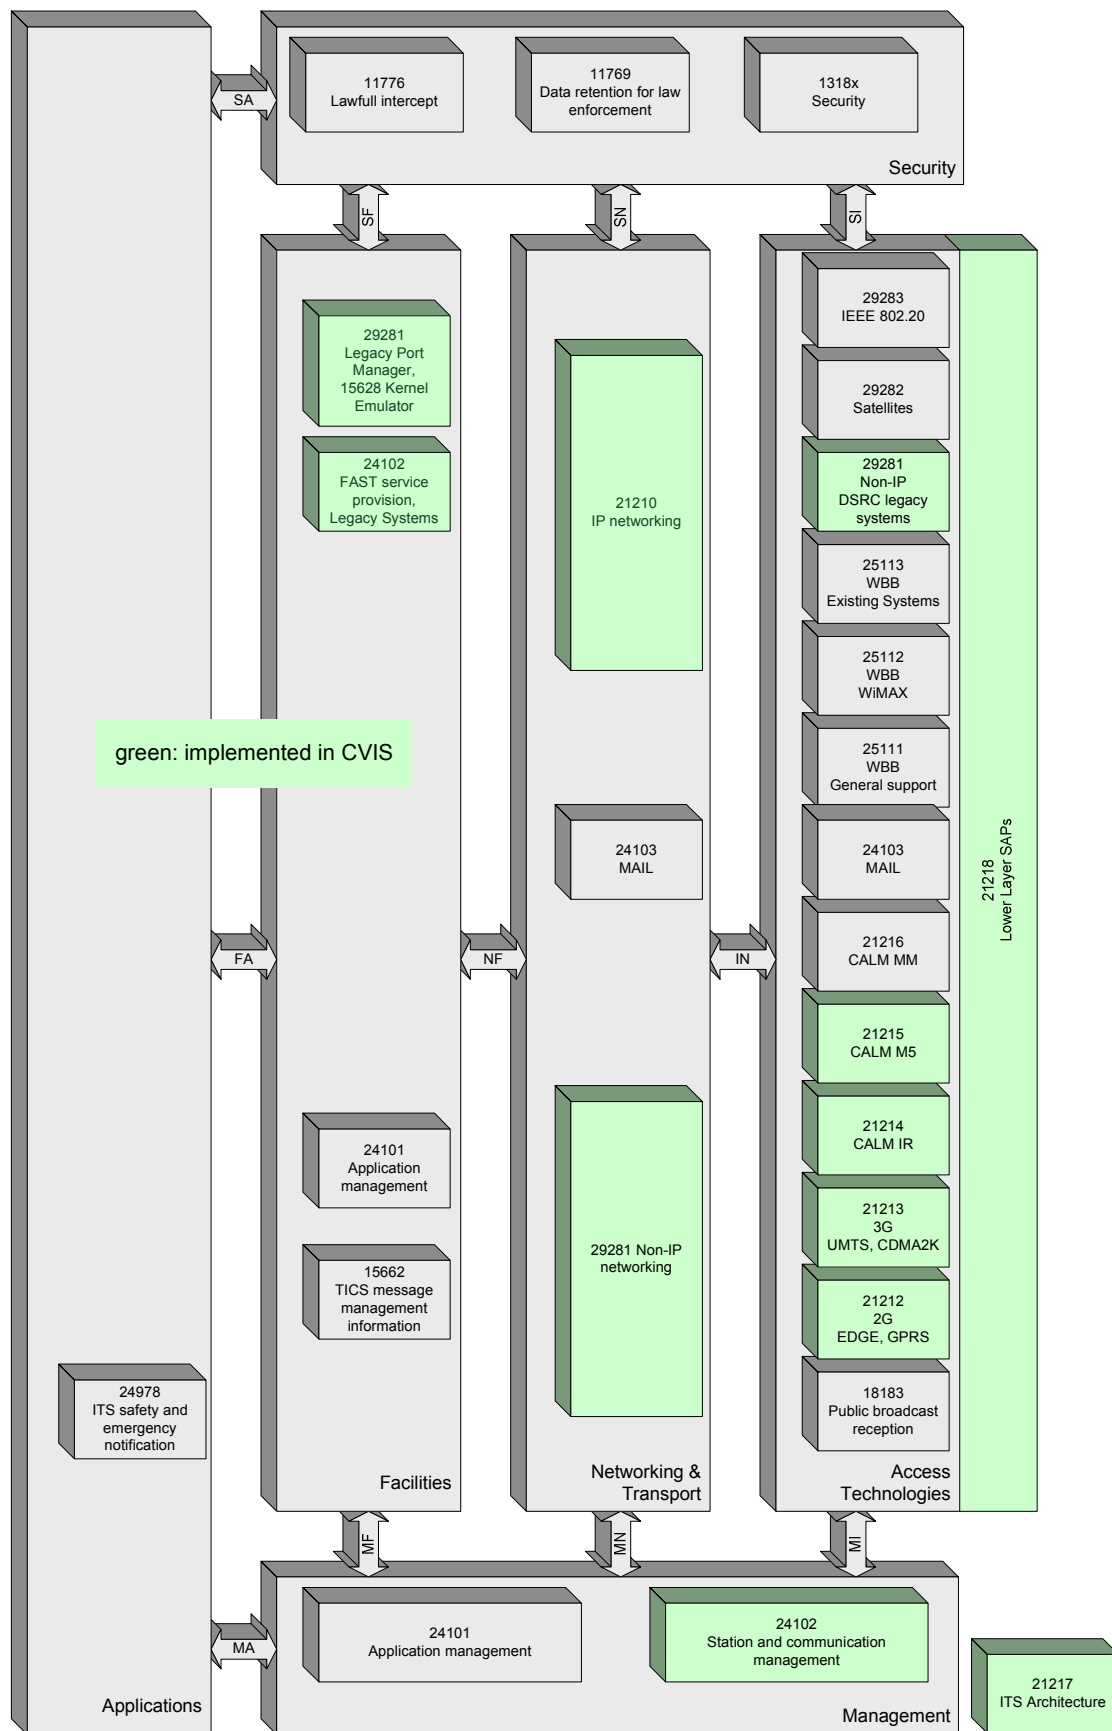 11776
Lawfull intercept
11769
Data retention for law
enforcement
1318x
Security
Security
SA
SF
SN
SI
29281
Legacy Port
Manager,
15628 Kernel
Emulator
24102
FAST service
provision,
Legacy Systems
24101
Application
management
15662
TICS message
management
information
Facilities
21210
IP networking
24103
MAIL
29281 Non-IP
networking
Networking &
Transport
29283
IEEE 802.20
29282
Satellites
29281
Non-IP
DSRC legacy
systems
25113
WBB
Existing Systems
25112
WBB
WiMAX
25111
WBB
General support
24103
MAIL
21216
CALM MM
21215
CALM M5
21214
CALM IR
21213
3G
UMTS, CDMA2K
21212
2G
EDGE, GPRS
18183
Public broadcast
reception
Access
Technologies
21218
Lower Layer SAPs
green: implemented in CVIS
FA
NF
IN
24978
ITS safety and
emergency
notification
Applications
MF
MN
MI
MA
24101
Application management
24102
Station and communication
management
Management
21217
ITS Architecture